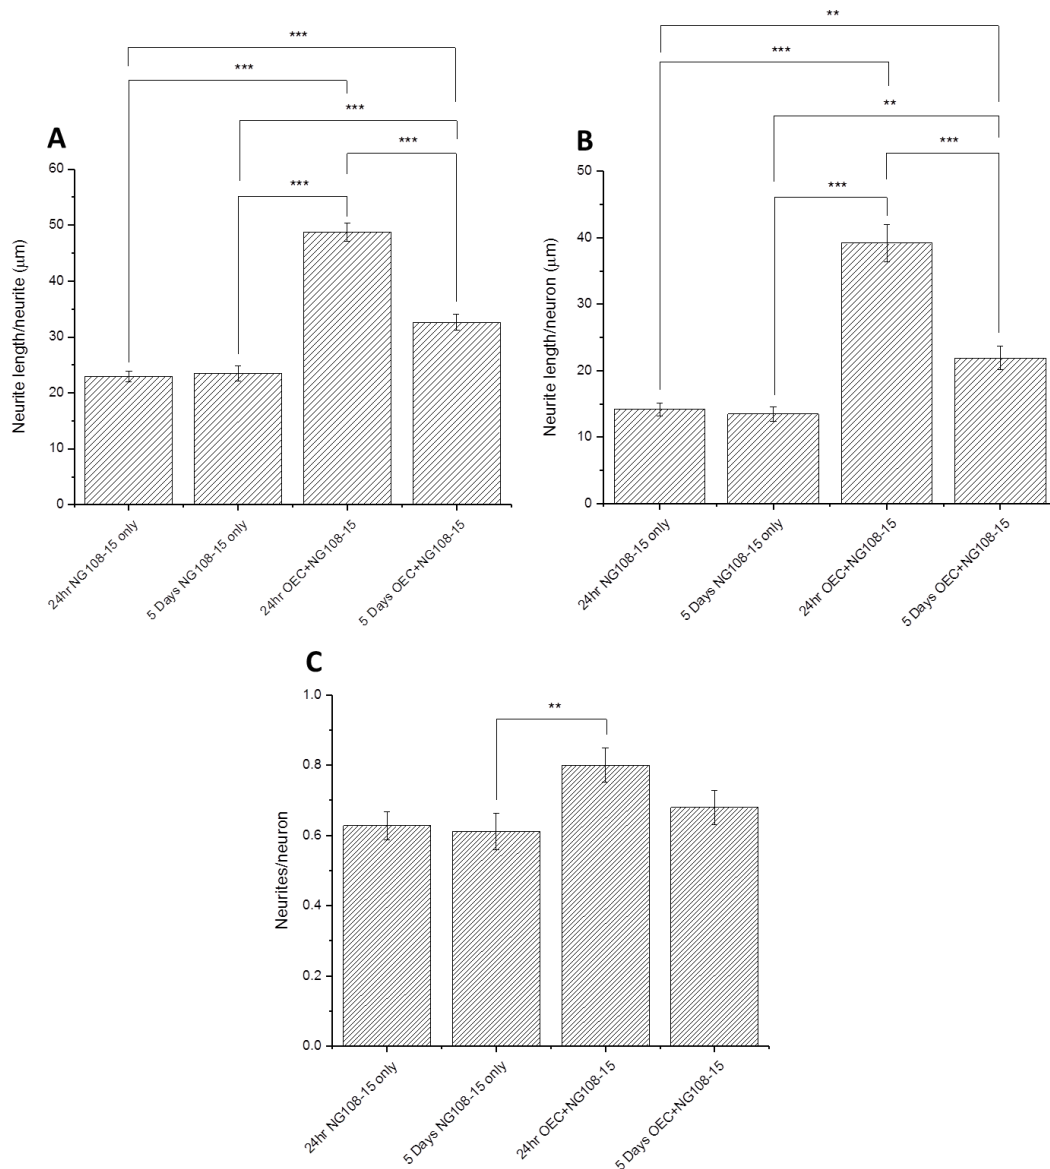 ***
***
***
***
***
A
60
50
40
30
20
10
0
Neurite length/neurite (μm)
24hr NG108-15 only
5 Days NG108-15 only
24hr OEC+NG108-15
5 Days OEC+NG108-15
**
***
**
***
***
B
50
40
30
20
10
0
Neurite length/neuron (μm)
24hr NG108-15 only
5 Days NG108-15 only
24hr OEC+NG108-15
5 Days OEC+NG108-15
C
**
1.0
0.8
0.6
0.4
0.2
0.0
Neurites/neuron
24hr NG108-15 only
5 Days NG108-15 only
24hr OEC+NG108-15
5 Days OEC+NG108-15